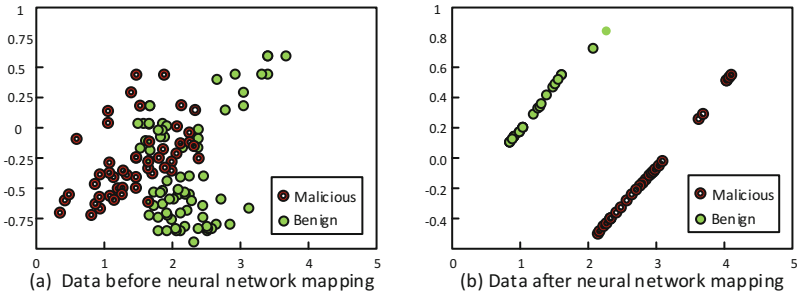 1
0.75
0.5
0.25
0
-0.25
-0.5
-0.75
0 1 2 3 4 5
Malicious
Benign
(a) Data before neural network mapping
1
0.8
0.6
0.4
0.2
0.0
-0.2
-0.4
0 1 2 3 4 5
Malicious
Benign
(b) Data after neural network mapping